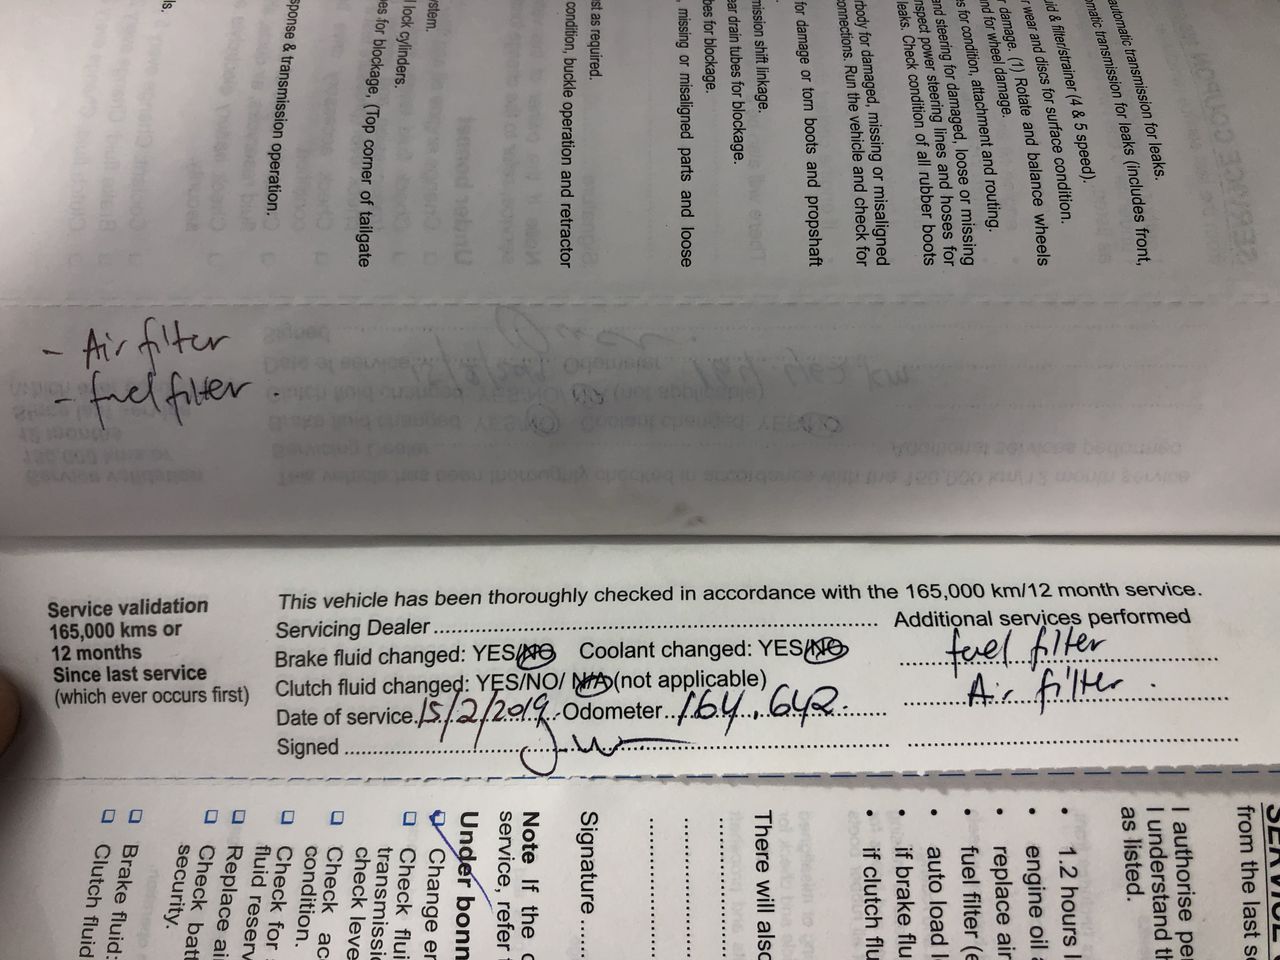 automatic transmission for leaks.
matic transmission for leaks (includes front,
id & filter/strainer (4 & 5 speed).
r wear and discs for surface condition.
r damage. (1) Rotate and balance wheels
nd for wheel damage.
s for condition, attachment and routing.
and steering for damaged, loose or missing
nspect power steering lines and hoses for
leaks. Check condition of all rubber boots
rbody for damaged, missing or misaligned
onnections. Run the vehicle and check for
for damage or torn boots and propshaft
mission shift linkage.
ear drain tubes for blockage.
bes for blockage.
, missing or misaligned parts and loose
st as required.
condition, buckle operation and retractor
ystem.
l lock cylinders.
es for blockage, (Top corner of tailgate
sponse & transmission operation.
ls.
- Air filter
- fuel filter.
Service validation
165,000 kms or
12 months
Since last service
(which ever occurs first)
This vehicle has been thoroughly checked in accordance with the 165,000 km/12 month service.
Servicing Dealer
Additional services performed
Brake fluid changed: YES/NO Coolant changed: YES/NO
fuel filter
Clutch fluid changed: YES/NO/ N/A (not applicable)
Air filter.
Date of service 15/2/2019 Odometer 164,642.
Signed
SERVICE
from the last se
I authorise pe
I understand th
as listed.
• 1.2 hours l
• engine oil a
• replace air
• fuel filter (e
• auto load l
• if brake flu
• if clutch flu
There will also
Signature
Note If the
service, refer
Under bonn
Change en
Check flui
transmissi
check leve
Check ac
condition.
Check for
fluid reserv
Replace ai
Check batt
security.
Brake fluid:
Clutch fluid